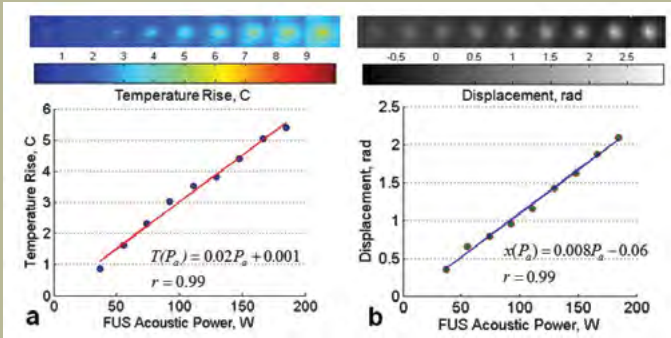 1 2 3 4 5 6 7 8 9
Temperature Rise, C
6
5
4
3
2
1
0
Temperature Rise, C
T(Pa) = 0.02Pa + 0.001
r = 0.99
0 50 100 150 200
a FUS Acoustic Power, W
-0.5 0 0.5 1 1.5 2 2.5
Displacement, rad
2.5
2
1.5
1
0.5
0
Displacement, rad
x(Pa) = 0.008Pa − 0.06
r = 0.99
0 50 100 150 200
b FUS Acoustic Power, W